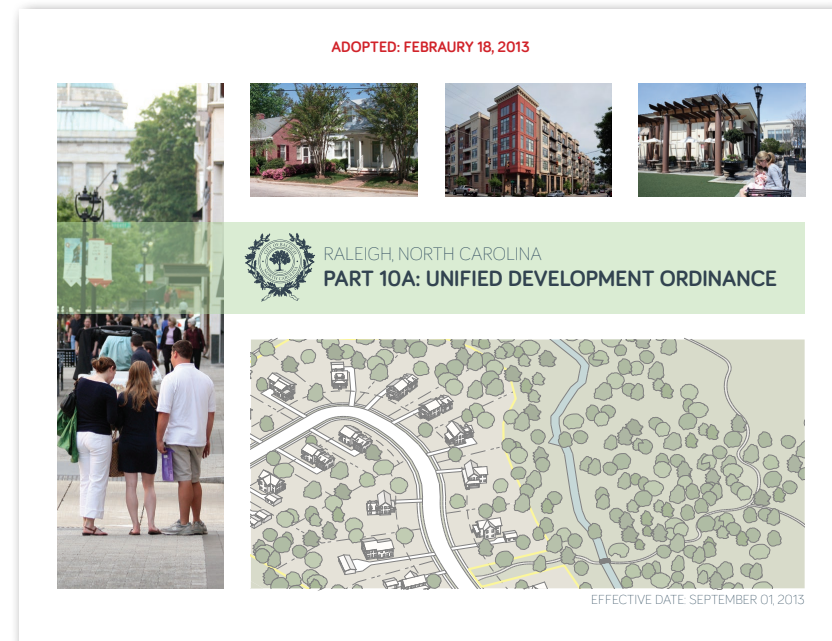 ADOPTED: FEBRAURY 18, 2013
RALEIGH, NORTH CAROLINA
PART 10A: UNIFIED DEVELOPMENT ORDINANCE
EFFECTIVE DATE: SEPTEMBER 01, 2013